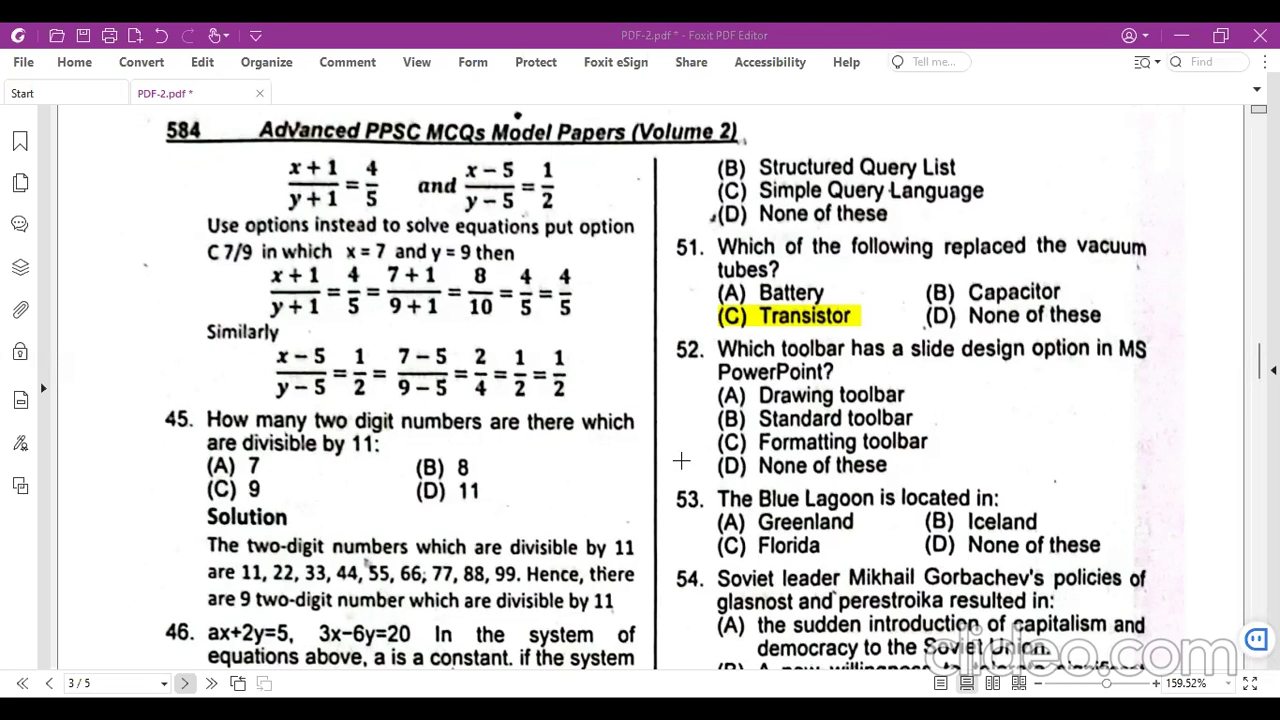 PDF-2.pdf * - Foxit PDF Editor
File Home Convert Edit Organize Comment View Form Protect Foxit eSign Share Accessibility Help Tell me... Find
Start PDF-2.pdf *
584 Advanced PPSC MCQs Model Papers (Volume 2)
x + 1 / y + 1 = 4 / 5 and x − 5 / y − 5 = 1 / 2
Use options instead to solve equations put option
C 7/9 in which x = 7 and y = 9 then
x + 1 / y + 1 = 4 / 5 = 7 + 1 / 9 + 1 = 8 / 10 = 4 / 5 = 4 / 5
Similarly
x − 5 / y − 5 = 1 / 2 = 7 − 5 / 9 − 5 = 2 / 4 = 1 / 2 = 1 / 2
45. How many two digit numbers are there which
are divisible by 11:
(A) 7 (B) 8
(C) 9 (D) 11
Solution
The two-digit numbers which are divisible by 11
are 11, 22, 33, 44, 55, 66, 77, 88, 99. Hence, there
are 9 two-digit number which are divisible by 11
46. ax+2y=5, 3x−6y=20 In the system of
equations above, a is a constant. if the system
(B) Structured Query List
(C) Simple Query Language
(D) None of these
51. Which of the following replaced the vacuum
tubes?
(A) Battery (B) Capacitor
(C) Transistor (D) None of these
52. Which toolbar has a slide design option in MS
PowerPoint?
(A) Drawing toolbar
(B) Standard toolbar
(C) Formatting toolbar
(D) None of these
53. The Blue Lagoon is located in:
(A) Greenland (B) Iceland
(C) Florida (D) None of these
54. Soviet leader Mikhail Gorbachev's policies of
glasnost and perestroika resulted in:
(A) the sudden introduction of capitalism and
democracy to the Soviet Union.
clideo.com
3 / 5 159.52%